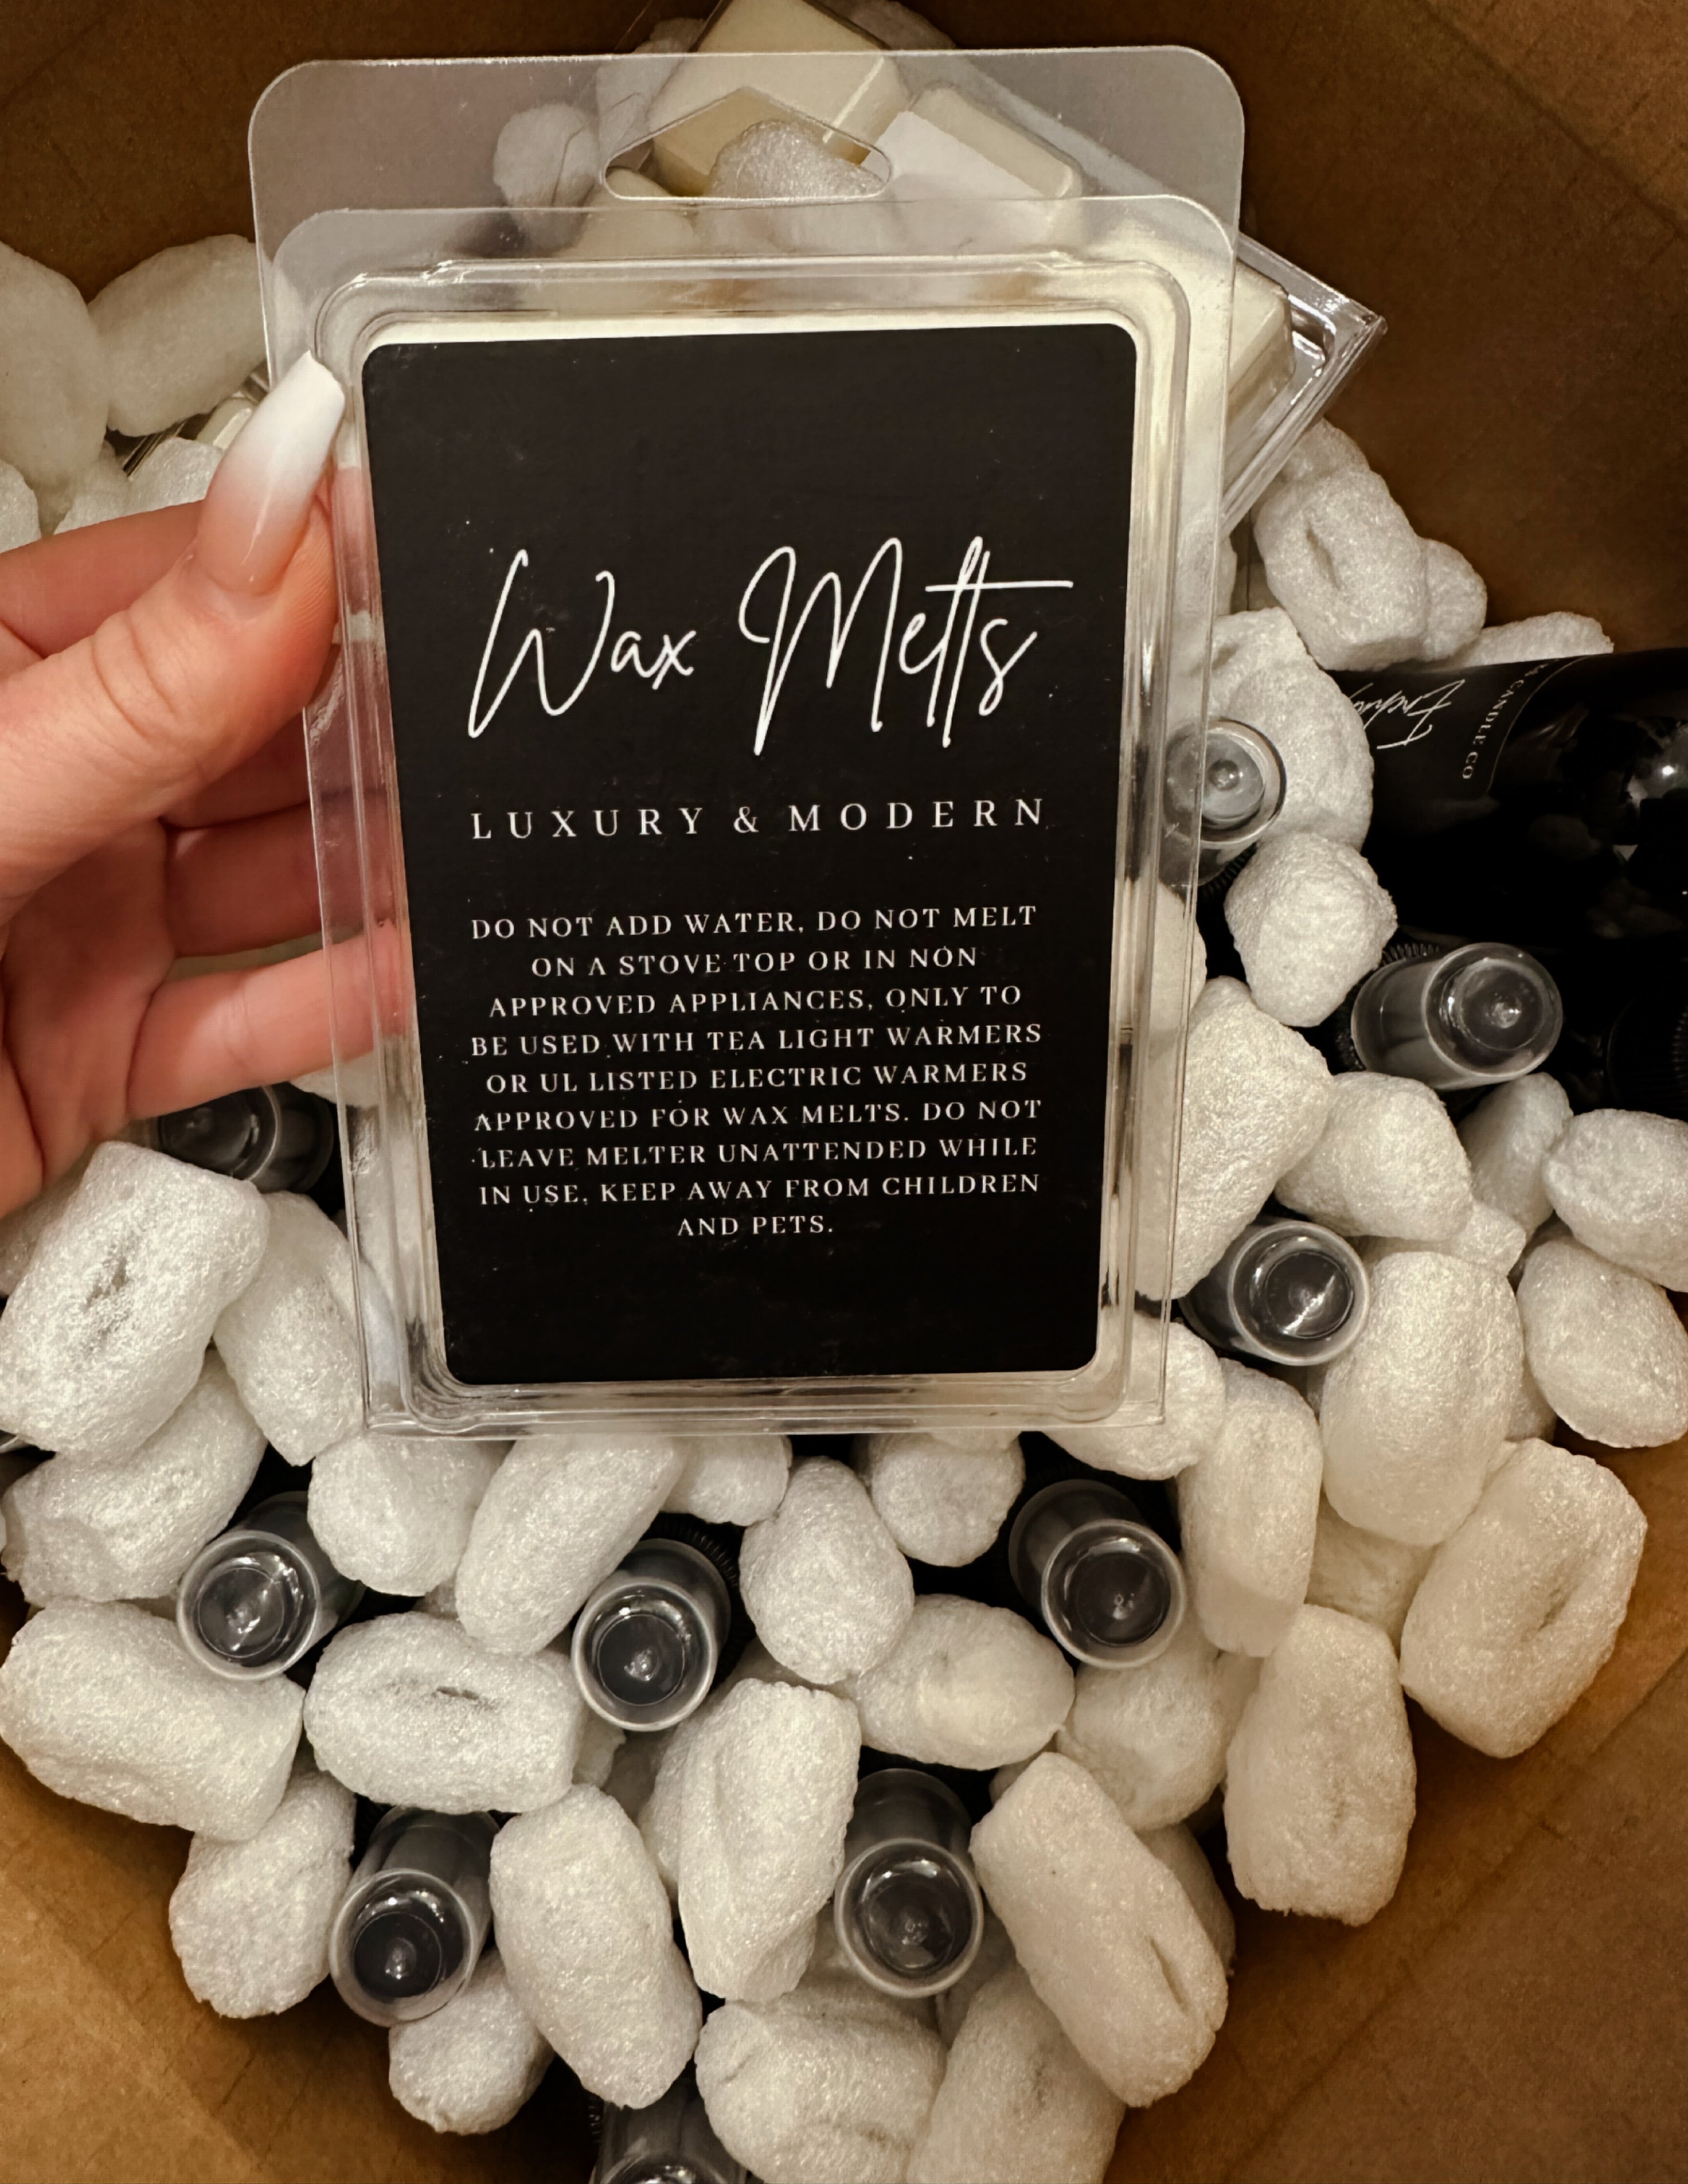 Wax Melts
LUXURY & MODERN
DO NOT ADD WATER, DO NOT MELT
ON A STOVE TOP OR IN NON
APPROVED APPLIANCES, ONLY TO
BE USED WITH TEA LIGHT WARMERS
OR UL LISTED ELECTRIC WARMERS
APPROVED FOR WAX MELTS. DO NOT
LEAVE MELTER UNATTENDED WHILE
IN USE, KEEP AWAY FROM CHILDREN
AND PETS.
CANDLE CO